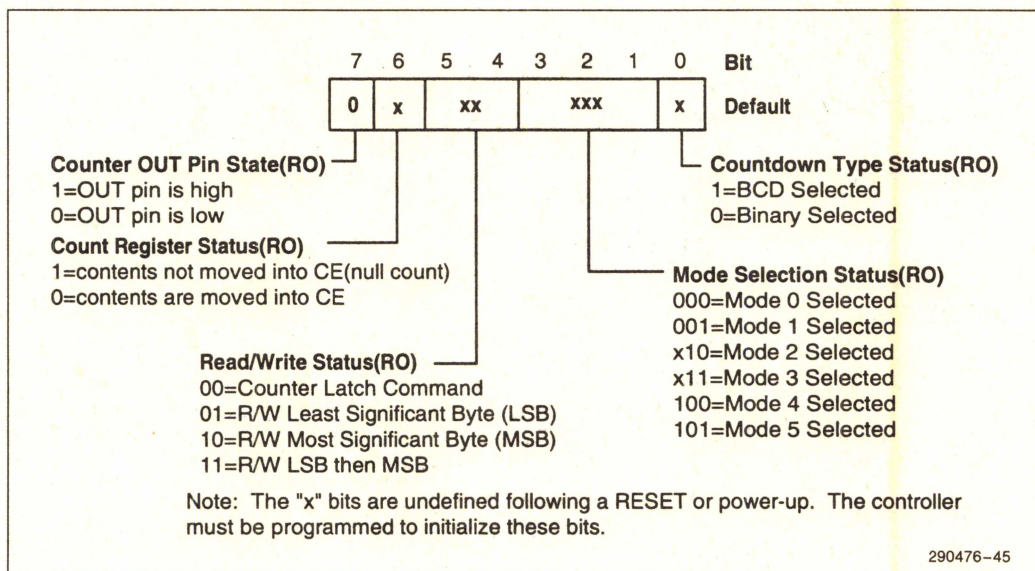 7 6 5 4 3 2 1 0 Bit
0 x xx xxx x Default
Counter OUT Pin State(RO)
1=OUT pin is high
0=OUT pin is low
Count Register Status(RO)
1=contents not moved into CE(null count)
0=contents are moved into CE
Read/Write Status(RO)
00=Counter Latch Command
01=R/W Least Significant Byte (LSB)
10=R/W Most Significant Byte (MSB)
11=R/W LSB then MSB
Countdown Type Status(RO)
1=BCD Selected
0=Binary Selected
Mode Selection Status(RO)
000=Mode 0 Selected
001=Mode 1 Selected
x10=Mode 2 Selected
x11=Mode 3 Selected
100=Mode 4 Selected
101=Mode 5 Selected
Note: The "x" bits are undefined following a RESET or power-up. The controller
must be programmed to initialize these bits.
290476–45